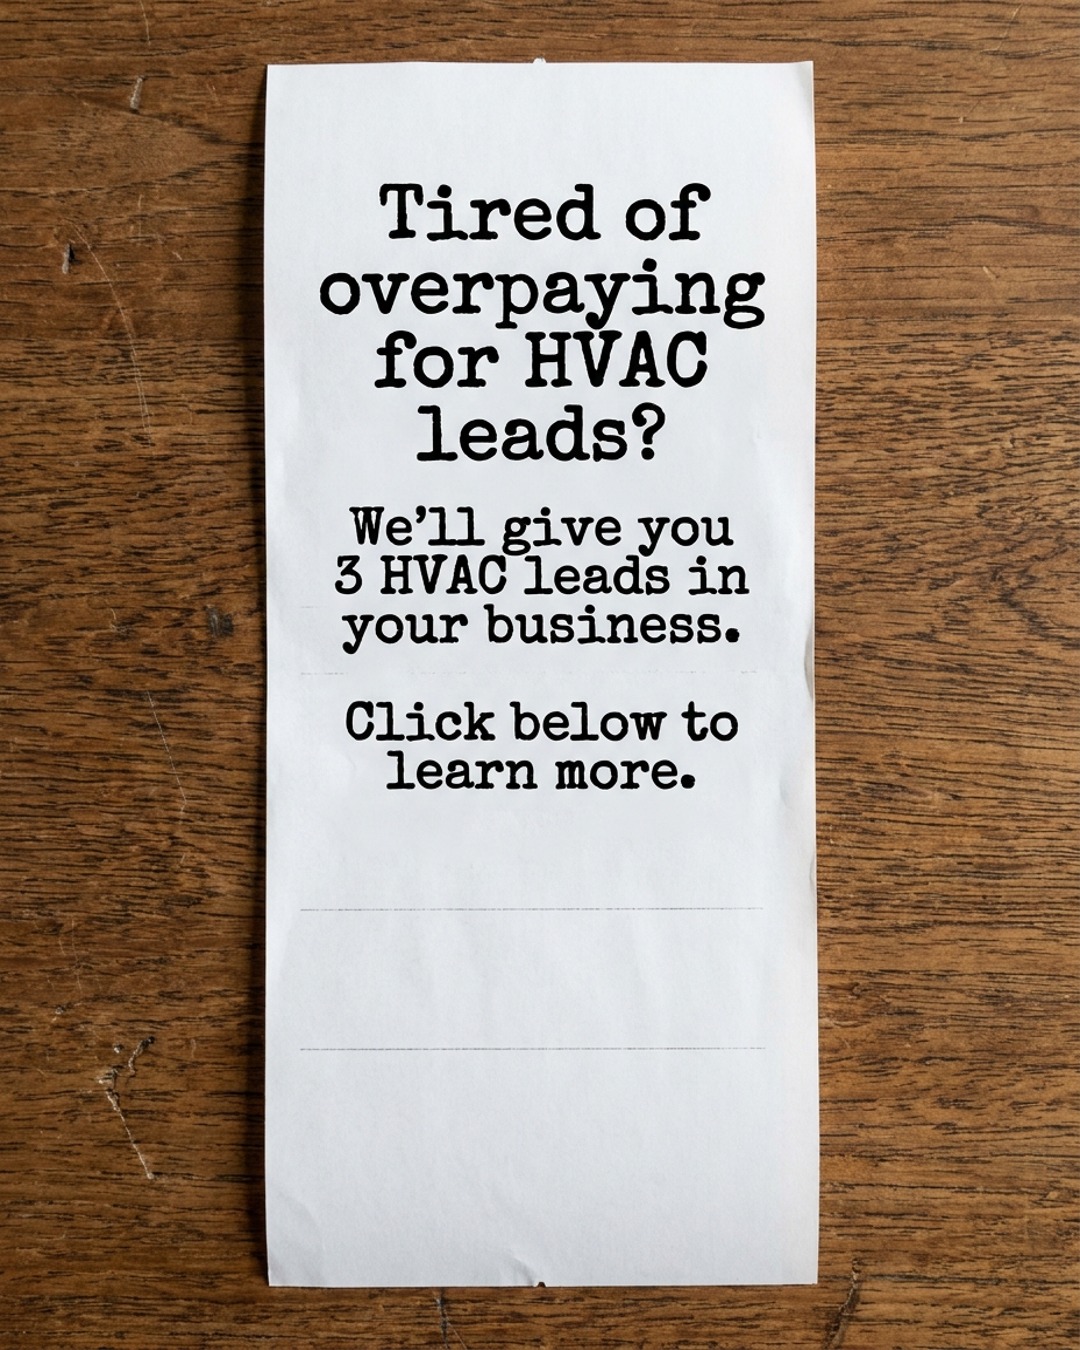 Tired of
overpaying
for HVAC
leads?
We’ll give you
3 HVAC leads in
your business.
Click below to
learn more.